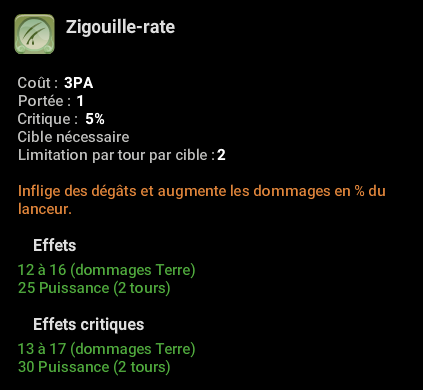 Zigouille-rate
Coût : 3PA
Portée : 1
Critique : 5%
Cible nécessaire
Limitation par tour par cible : 2
Inflige des dégâts et augmente les dommages en % du
lanceur.
Effets
12 à 16 (dommages Terre)
25 Puissance (2 tours)
Effets critiques
13 à 17 (dommages Terre)
30 Puissance (2 tours)